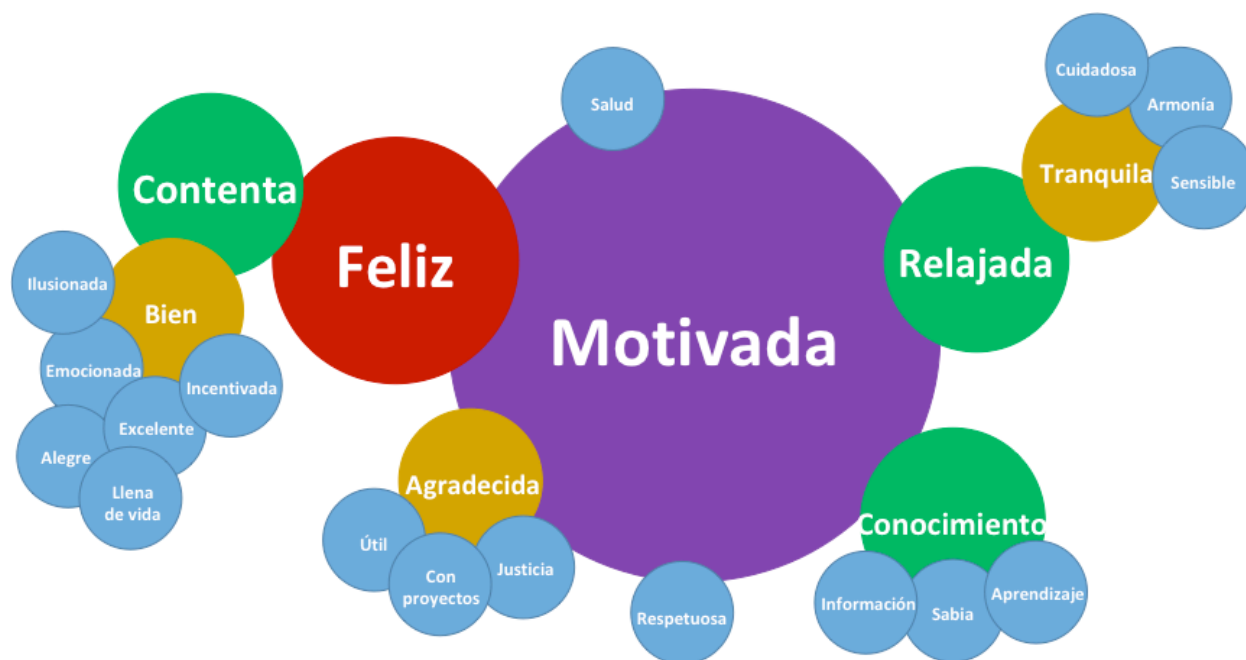 Cuidadosa
Salud
Armonía
Contenta
Tranquila
Sensible
Feliz
Relajada
Ilusionada
Bien
Motivada
Emocionada
Incentivada
Excelente
Alegre
Agradecida
Llena
de vida
Útil
Justicia
Con
proyectos
Conocimiento
Respetuosa
Información
Sabia
Aprendizaje